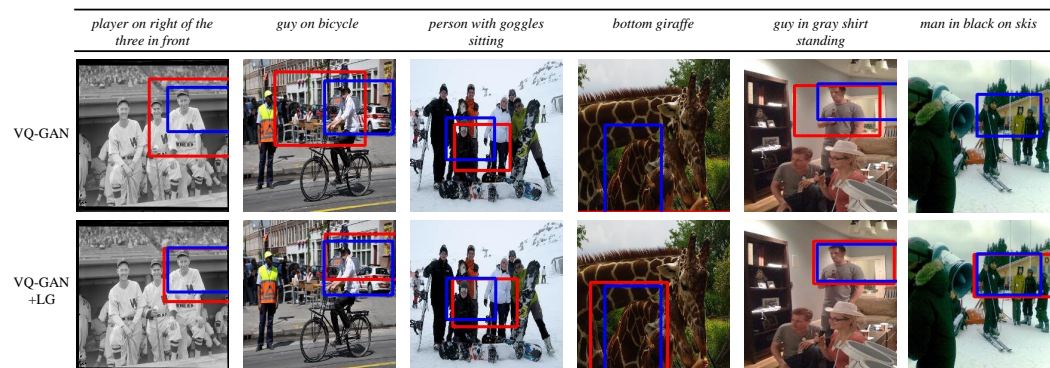 player on right of the
three in front
guy on bicycle
person with goggles
sitting
bottom giraffe
guy in gray shirt
standing
man in black on skis
VQ-GAN
VQ-GAN
+LG